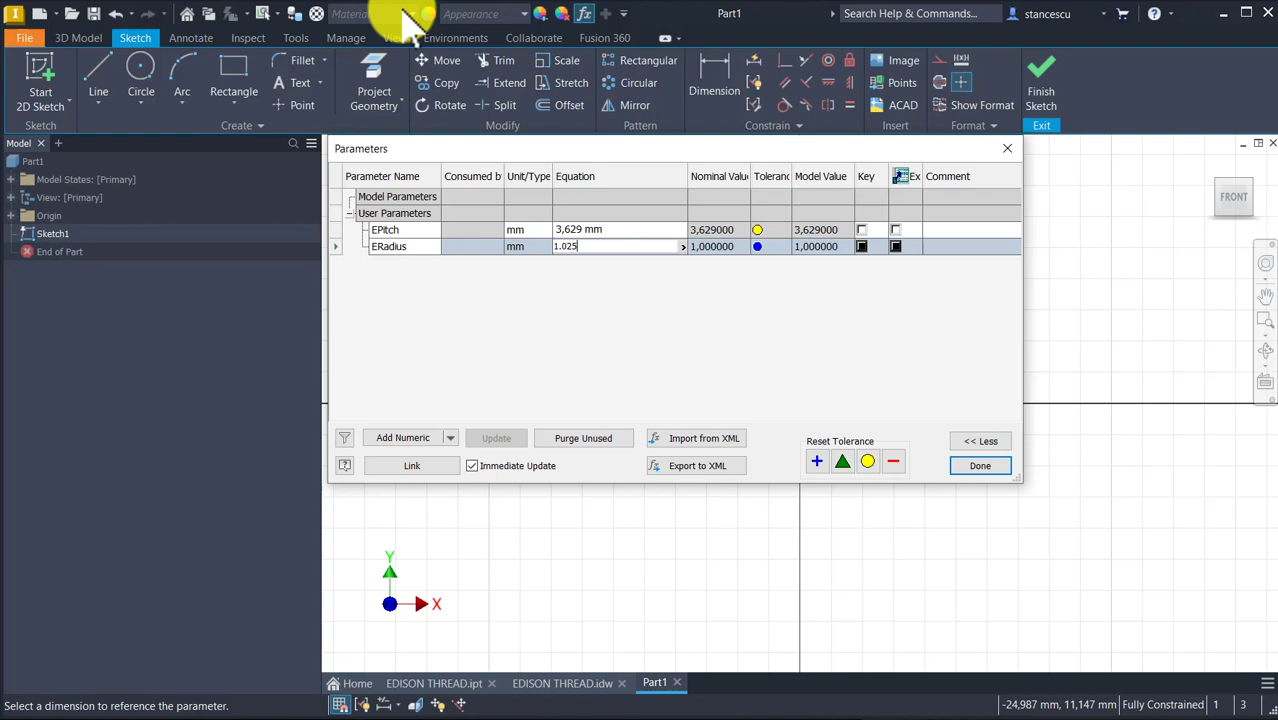 Material
Appearance
Part1
Search Help & Commands...
stancescu
File
3D Model
Sketch
Annotate
Inspect
Tools
Manage
Environments
Collaborate
Fusion 360
Start
2D Sketch
Line
Circle
Arc
Rectangle
Fillet
Text
Point
Project
Geometry
Move
Copy
Rotate
Trim
Extend
Split
Scale
Stretch
Offset
Rectangular
Circular
Mirror
Dimension
Image
Points
ACAD
Show Format
Finish
Sketch
Sketch
Create
Modify
Pattern
Constrain
Insert
Format
Exit
Model
Part1
Model States: [Primary]
View: [Primary]
Origin
Sketch1
End of Part
Parameters
Parameter Name
Consumed by
Unit/Type
Equation
Nominal Value
Tolerance
Model Value
Key
Ex
Comment
Model Parameters
User Parameters
EPitch mm 3,629 mm 3,629000 3,629000
ERadius mm 1.025 1,000000 1,000000
Add Numeric
Update
Purge Unused
Import from XML
Reset Tolerance
<< Less
Link
Immediate Update
Export to XML
Done
FRONT
Y
X
Home
EDISON THREAD.ipt
EDISON THREAD.idw
Part1
Select a dimension to reference the parameter.
-24,987 mm, 11,147 mm
Fully Constrained
1
3